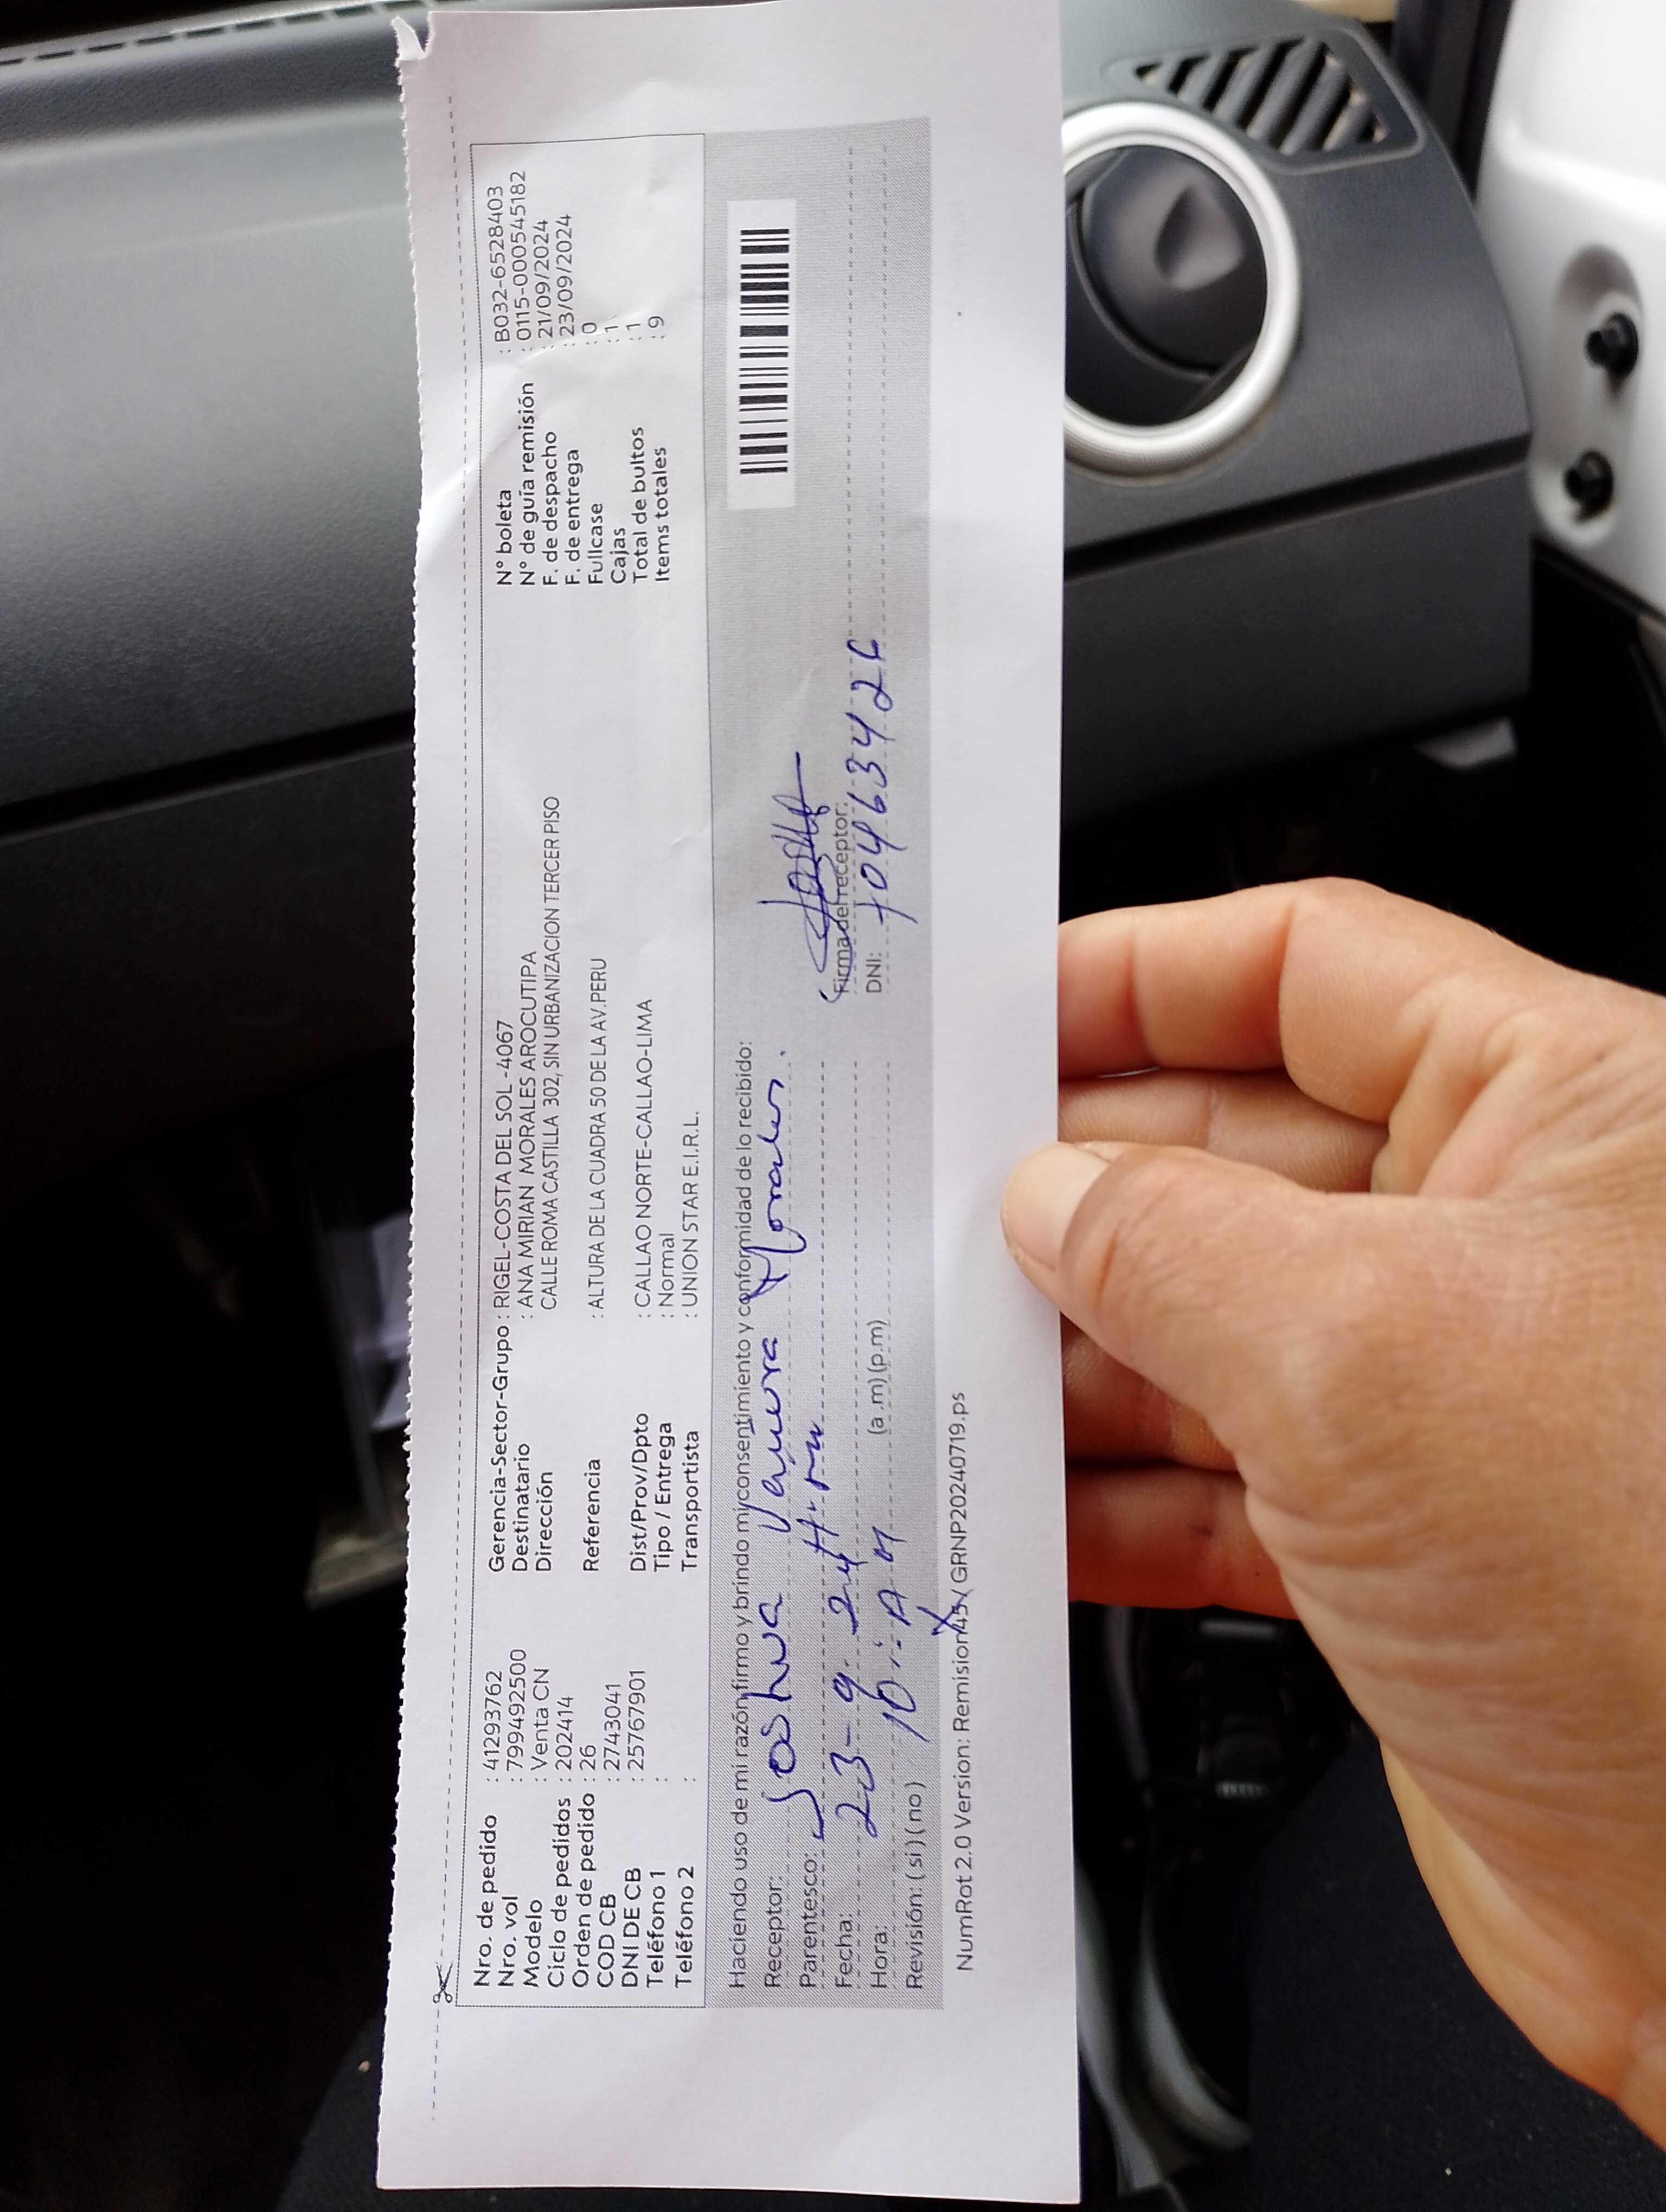 Nro. de pedido : 41293762
Nro. vol : 799492500
Modelo : Venta CN
Ciclo de pedidos : 202414
Orden de pedido : 26
COD CB : 2743041
DNI DE CB : 25767901
Teléfono 1 :
Teléfono 2 :
Gerencia-Sector-Grupo : RIGEL-COSTA DEL SOL -4067
Destinatario : ANA MIRIAN MORALES AROCUTIPA
Dirección CALLE ROMA CASTILLA 302, SIN URBANIZACION TERCER PISO
Referencia : ALTURA DE LA CUADRA 50 DE LA AV.PERU
Dist/Prov/Dpto : CALLAO NORTE-CALLAO-LIMA
Tipo / Entrega : Normal
Transportista : UNION STAR E.I.R.L.
N° boleta : B032-6528403
N° de guía remisión : 0115-0000545182
F. de despacho : 21/09/2024
F. de entrega : 23/09/2024
Fullcase : 0
Cajas : 1
Total de bultos : 1
Items totales : 9
Haciendo uso de mi razón firmo y brindo mi consentimiento y conformidad de lo recibido:
Receptor: Joshua Morales.
Parentesco:
Fecha: 23-9-24
Hora: 10 : AM (a.m) (p.m)
Revisión: ( si ) ( no )
Firma del receptor:
DNI:
NumRot 2.0 Version: Remision45 / GRNP20240719.ps